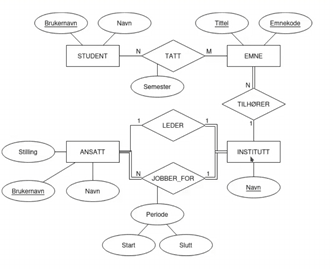 Brukernavn
Navn
Tittel
Emnekode
STUDENT
N
TATT
M
EMNE
Semester
N
TILHØRER
1
LEDER
1
1
Stilling
ANSATT
INSTITUTT
N
JOBBER_FOR
1
Brukernavn
Navn
Navn
Periode
Start
Slutt